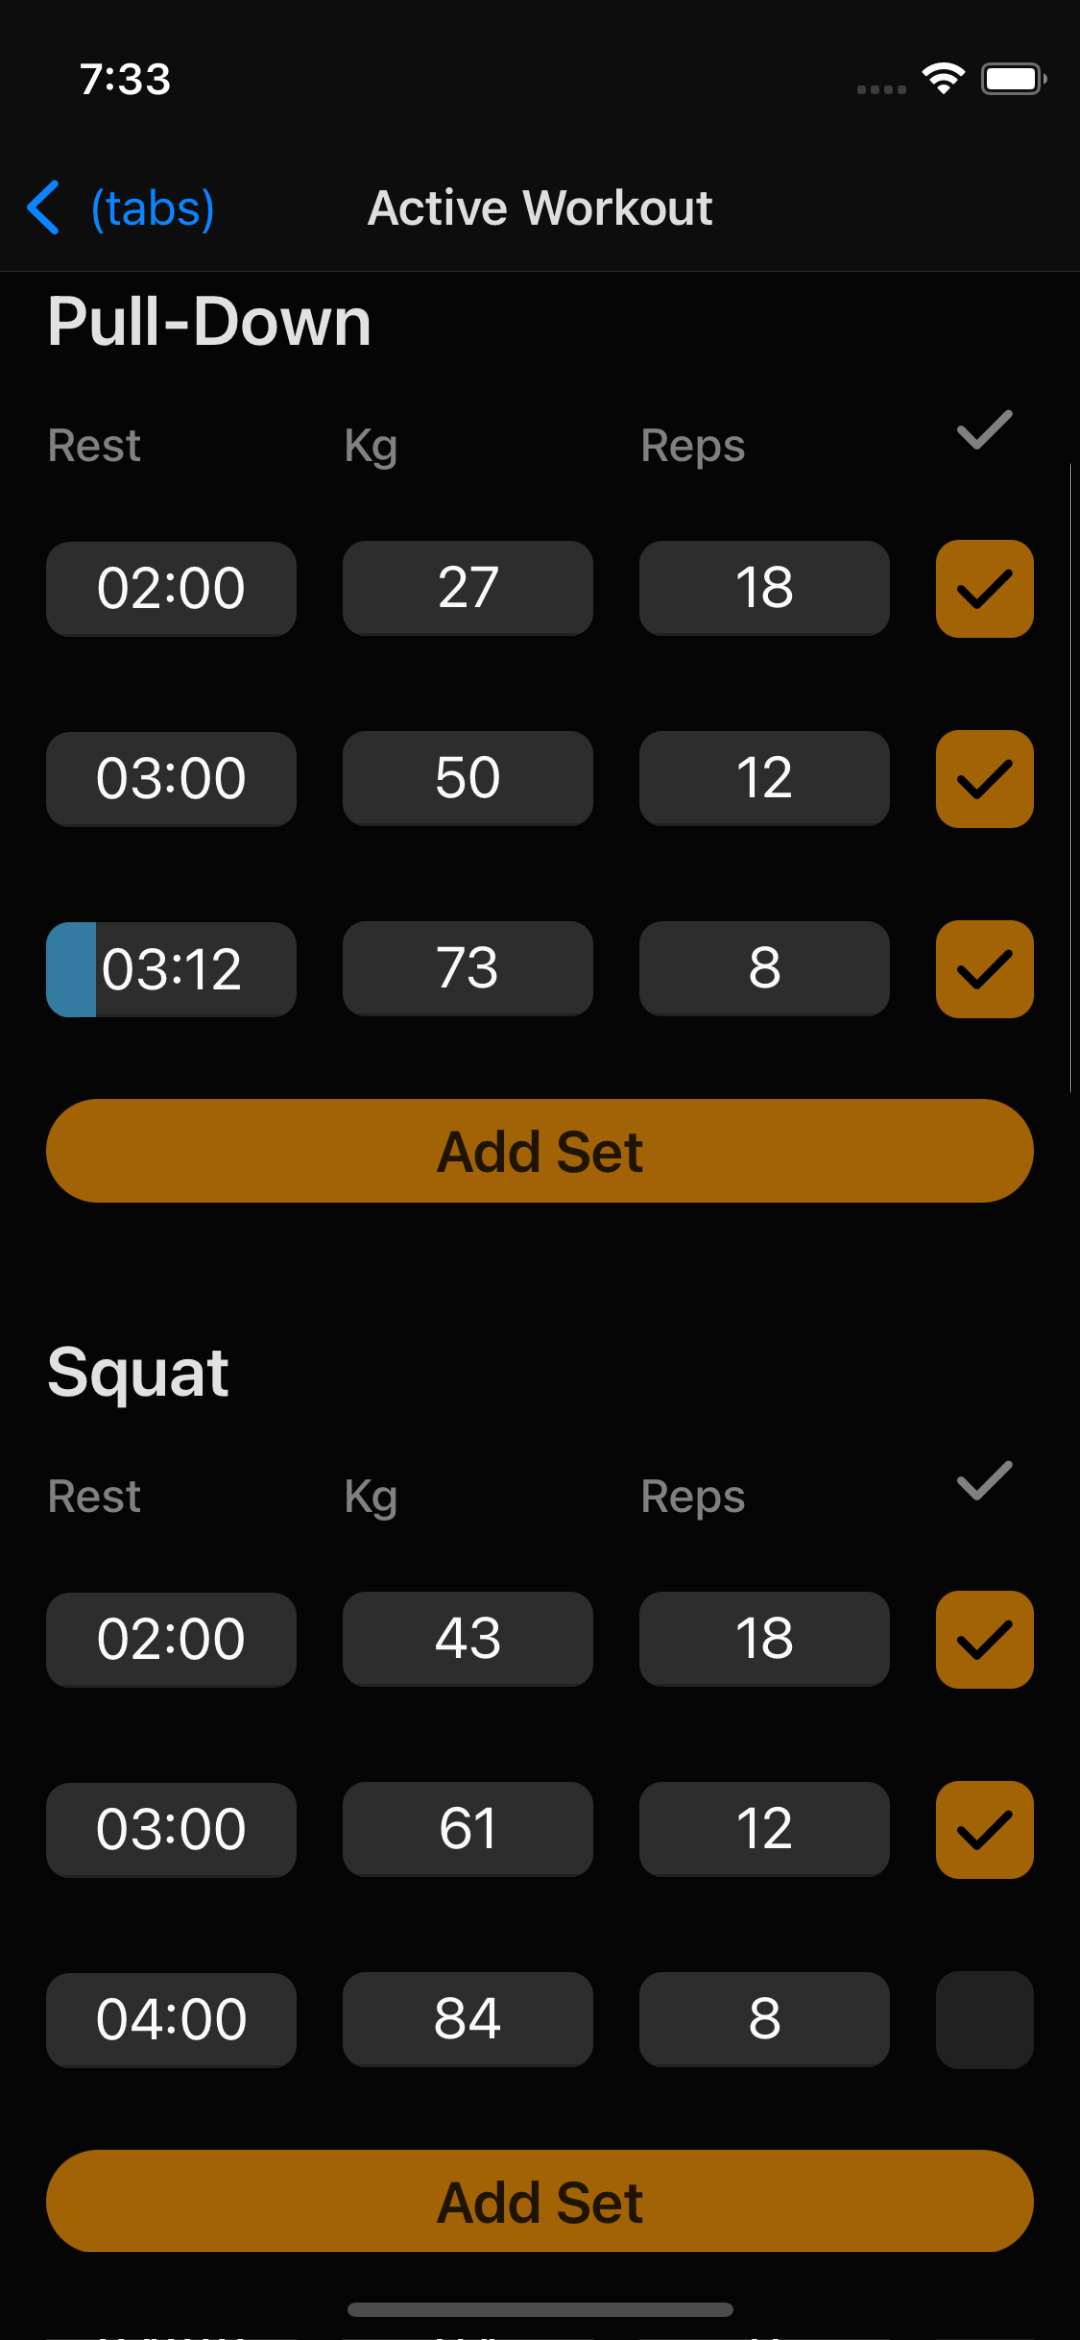 7:33
(tabs) Active Workout
Pull-Down
Rest Kg Reps
02:00 27 18
03:00 50 12
03:12 73 8
Add Set
Squat
Rest Kg Reps
02:00 43 18
03:00 61 12
04:00 84 8
Add Set